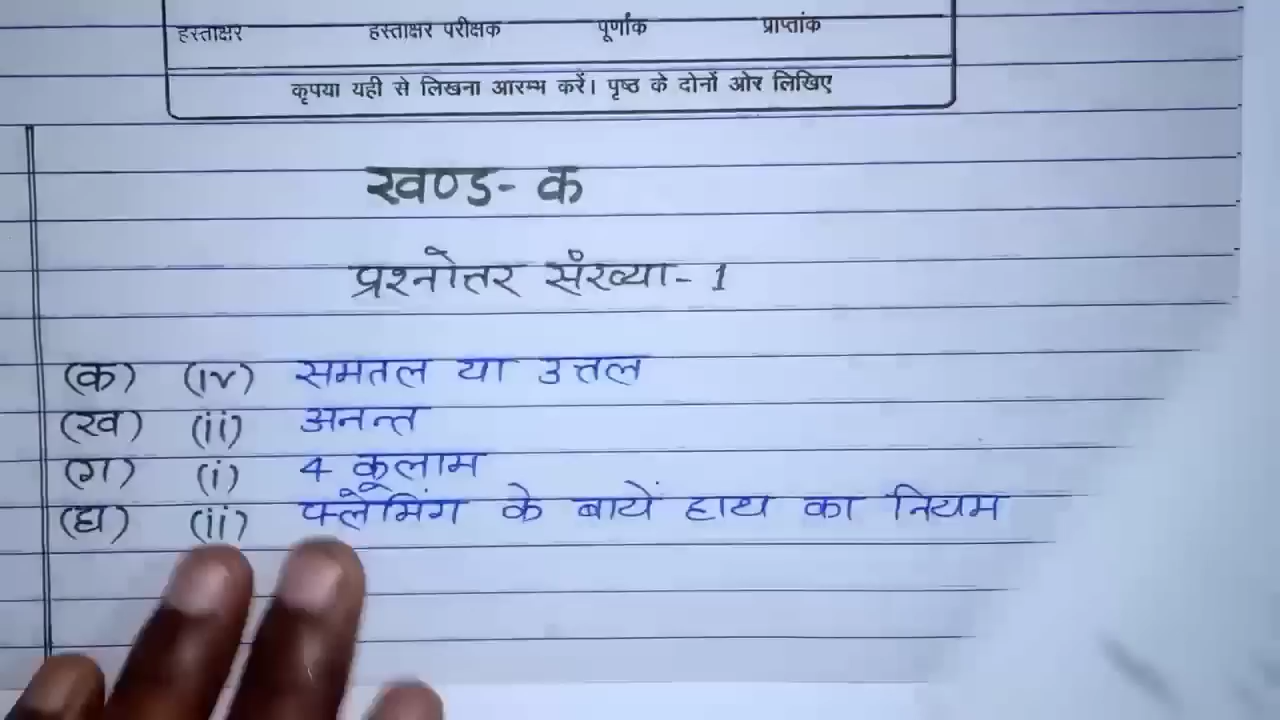 हस्ताक्षर हस्ताक्षर परीक्षक पूर्णांक प्राप्तांक
कृपया यही से लिखना आरम्भ करें। पृष्ठ के दोनों ओर लिखिए
खण्ड- क
प्रश्नोतर संख्या- 1
(क) (iv) समतल या उत्तल
(ख) (ii) अनन्त
(ग) (i) 4 कूलाम
(घ) (ii) फ्लेमिंग के बायें हाथ का नियम